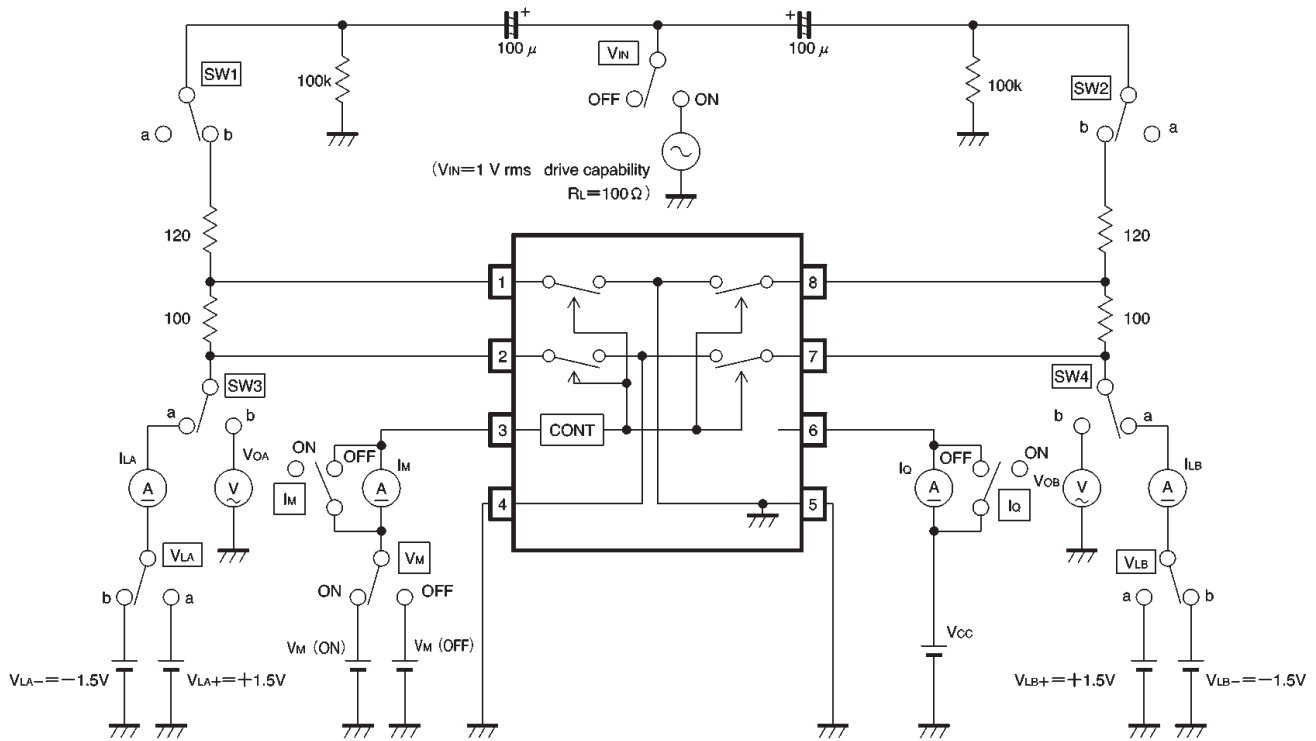 +
100 μ
+
100 μ
VIN
SW1
100k
OFF
ON
100k
SW2
a
b
b
a
(VIN=1 V rms drive capability
RL=100Ω)
120
120
1
8
100
100
2
7
SW3
SW4
a
b
b
a
3
CONT
6
ILA
A
VOA
V
ON
OFF
IM
A
IM
4
5
IQ
A
OFF
ON
IQ
VOB
V
ILB
A
VLA
VM
VLB
b
a
ON
OFF
a
b
VM (ON)
VM (OFF)
VCC
VLA-=-1.5V
VLA+=+1.5V
VLB+=+1.5V
VLB-=-1.5V